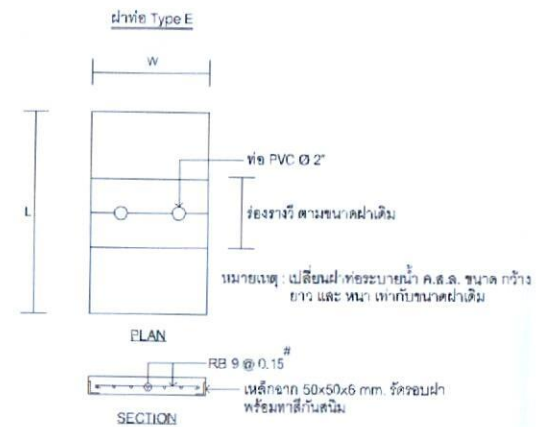 ฝาท่อ Type E
W
L
ท่อ PVC Ø 2"
ร่องรางวี ตามขนาดฝาเดิม
หมายเหตุ : เปลี่ยนฝาท่อระบายน้ำ ค.ส.ล. ขนาด กว้าง
ยาว และ หนา เท่ากับขนาดฝาเดิม
PLAN
RB 9 @ 0.15#
เหล็กฉาก 50x50x6 mm. รัดรอบฝา
พร้อมทาสีกันสนิม
SECTION